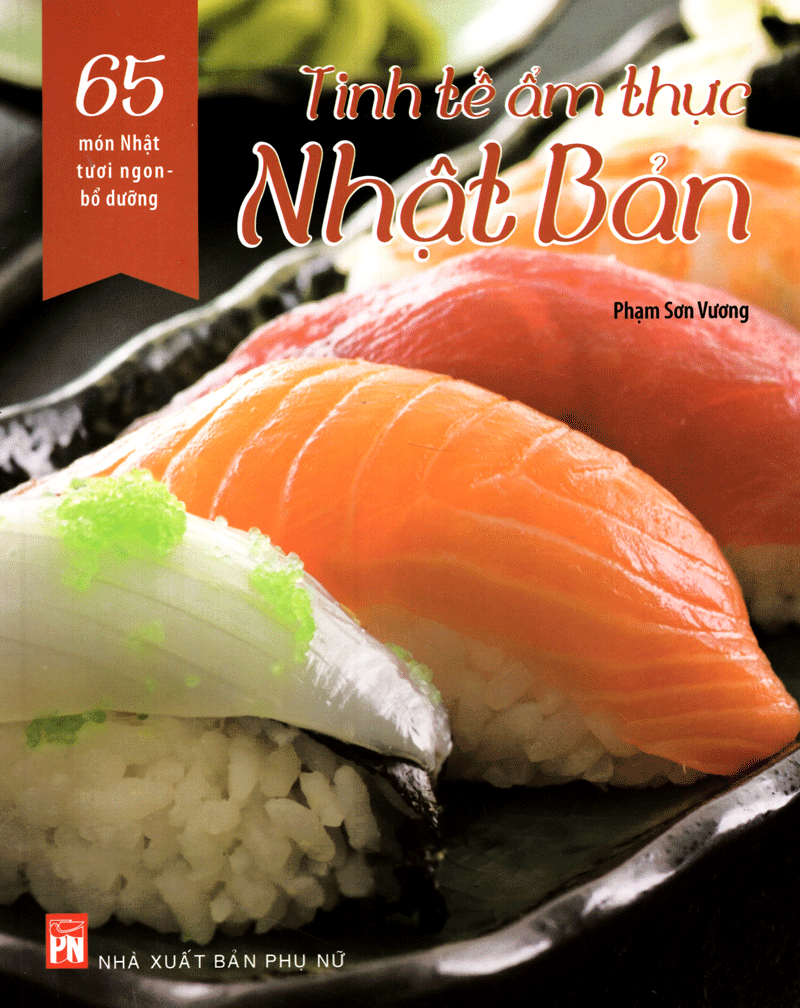 65
món Nhật
tươi ngon-
bổ dưỡng
Tinh tế ẩm thực
Nhật Bản
Phạm Sơn Vương
PN
NHÀ XUẤT BẢN PHỤ NỮ